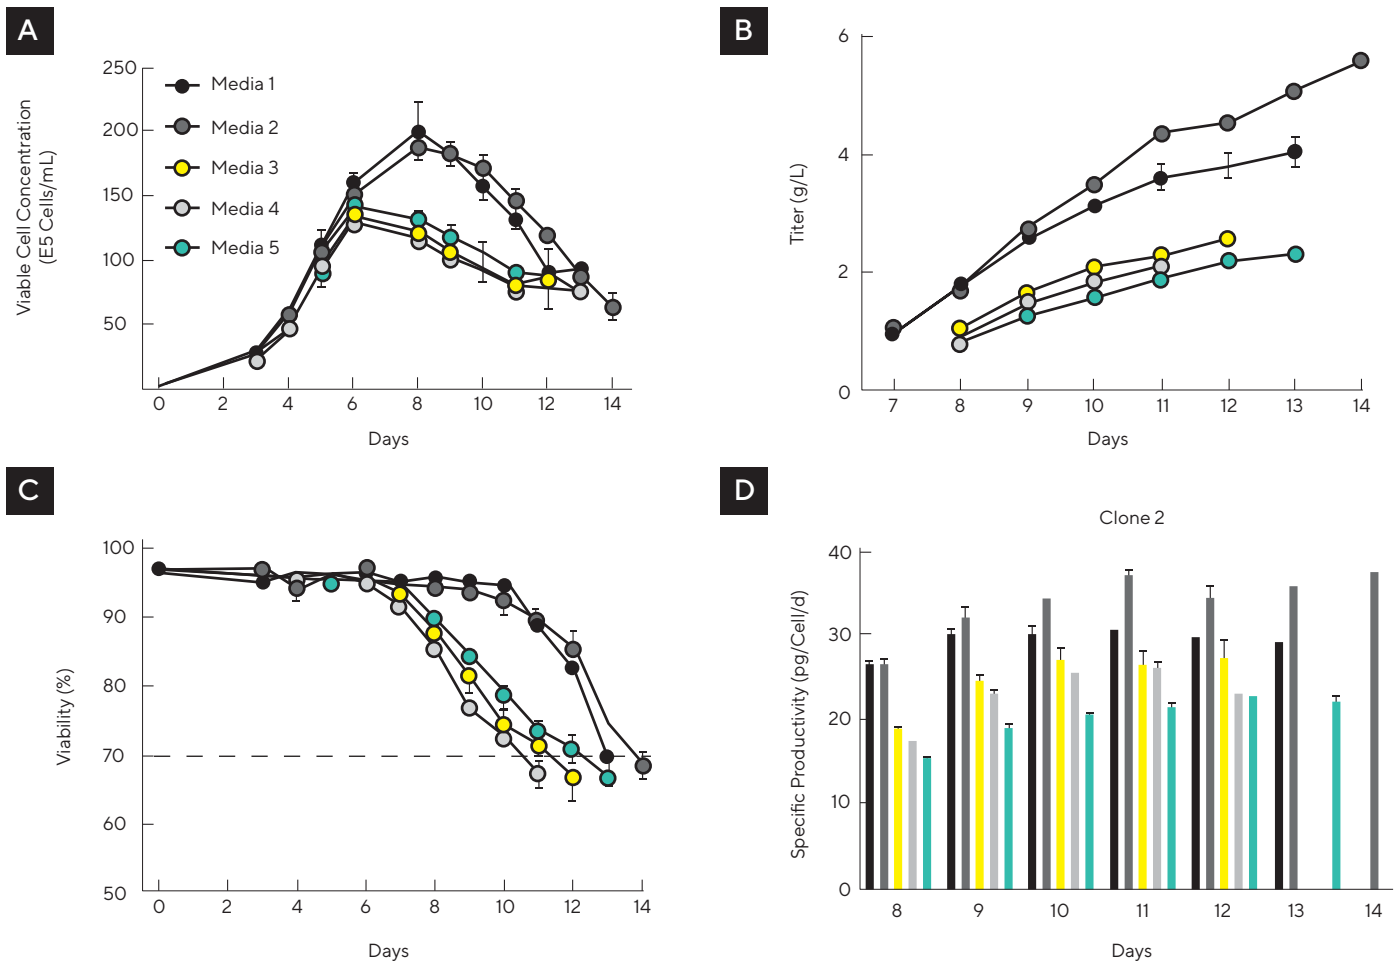 A
Viable Cell Concentration
(E5 Cells/mL)
250
200
150
100
50
Media 1
Media 2
Media 3
Media 4
Media 5
0 2 4 6 8 10 12 14
Days
B
Titer (g/L)
6
4
2
0
7 8 9 10 11 12 13 14
Days
C
Viability (%)
100
90
80
70
60
50
0 2 4 6 8 10 12 14
Days
D
Clone 2
Specific Productivity (pg/Cell/d)
40
30
20
10
0
8 9 10 11 12 13 14
Days